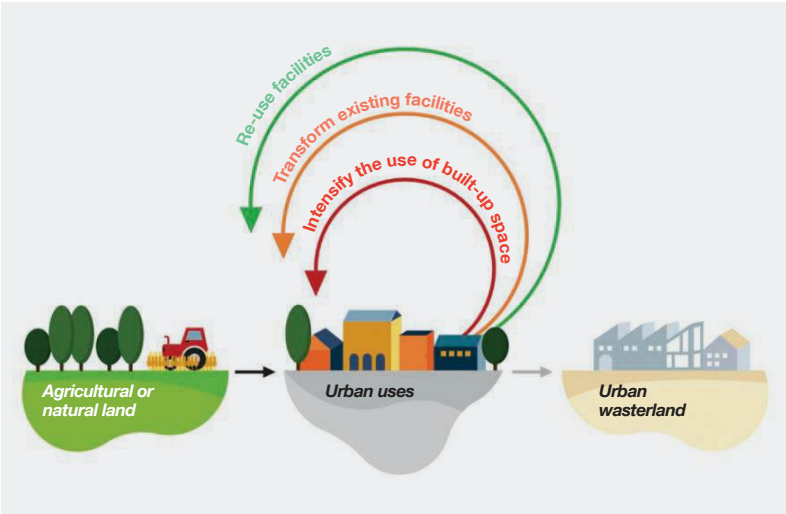 Re-use facilities
Transform existing facilities
Intensify the use of built-up space
Agricultural or
natural land
Urban uses
Urban
wasterland